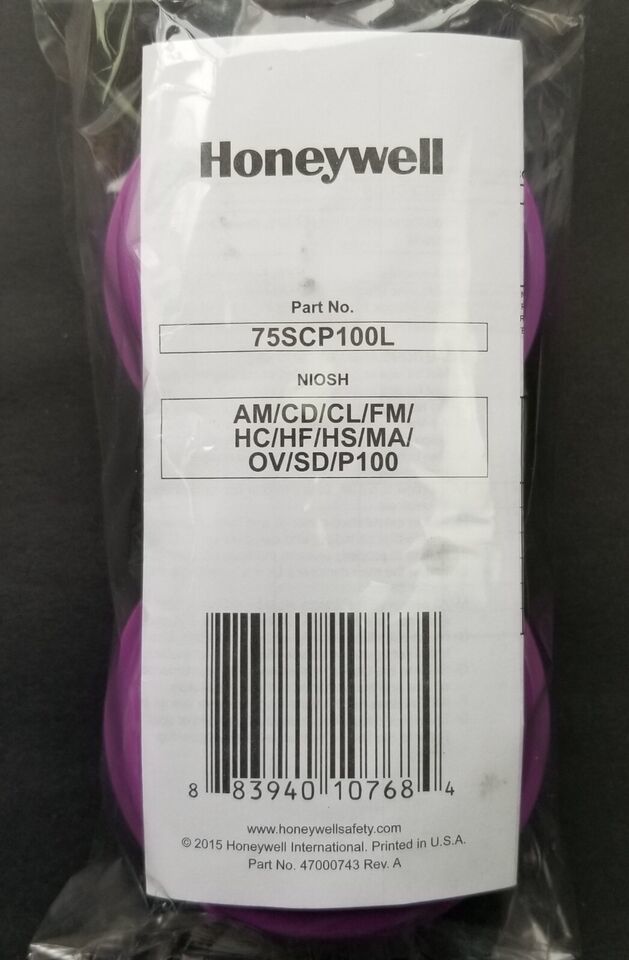 Honeywell
Part No.
75SCP100L
NIOSH
AM/CD/CL/FM/
HC/HF/HS/MA/
OV/SD/P100
8 83940 10768 4
www.honeywellsafety.com
© 2015 Honeywell International. Printed in U.S.A.
Part No. 47000743 Rev. A